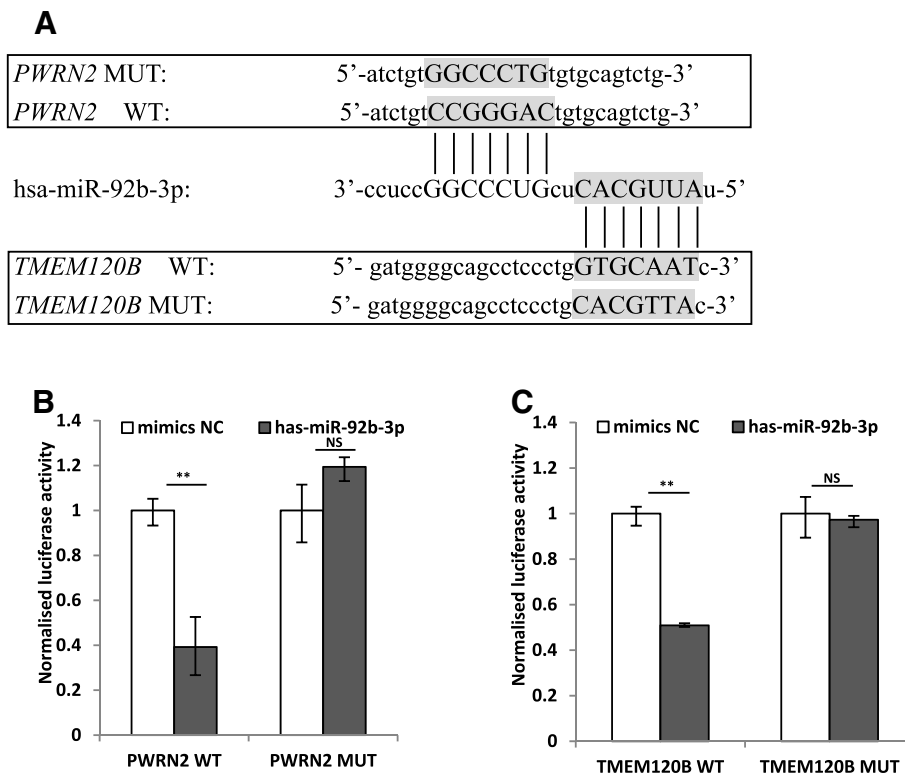 A
PWRN2 MUT: 5’-atctgtGGCCCTGtgtgcagtctg-3’
PWRN2 WT: 5’-atctgtCCGGGACtgtgcagtctg-3’
hsa-miR-92b-3p: 3’-ccuccGGCCCUGcuCACGUUAu-5’
TMEM120B WT: 5’- gatggggcagcctccctgGTGCAATc-3’
TMEM120B MUT: 5’- gatggggcagcctccctgCACGTTAc-3’
B
Normalised luciferase activity
1.4
1.2
1
0.8
0.6
0.4
0.2
0
mimics NC
has-miR-92b-3p
**
NS
PWRN2 WT
PWRN2 MUT
C
Normalised luciferase activity
1.4
1.2
1
0.8
0.6
0.4
0.2
0
mimics NC
has-miR-92b-3p
**
NS
TMEM120B WT
TMEM120B MUT